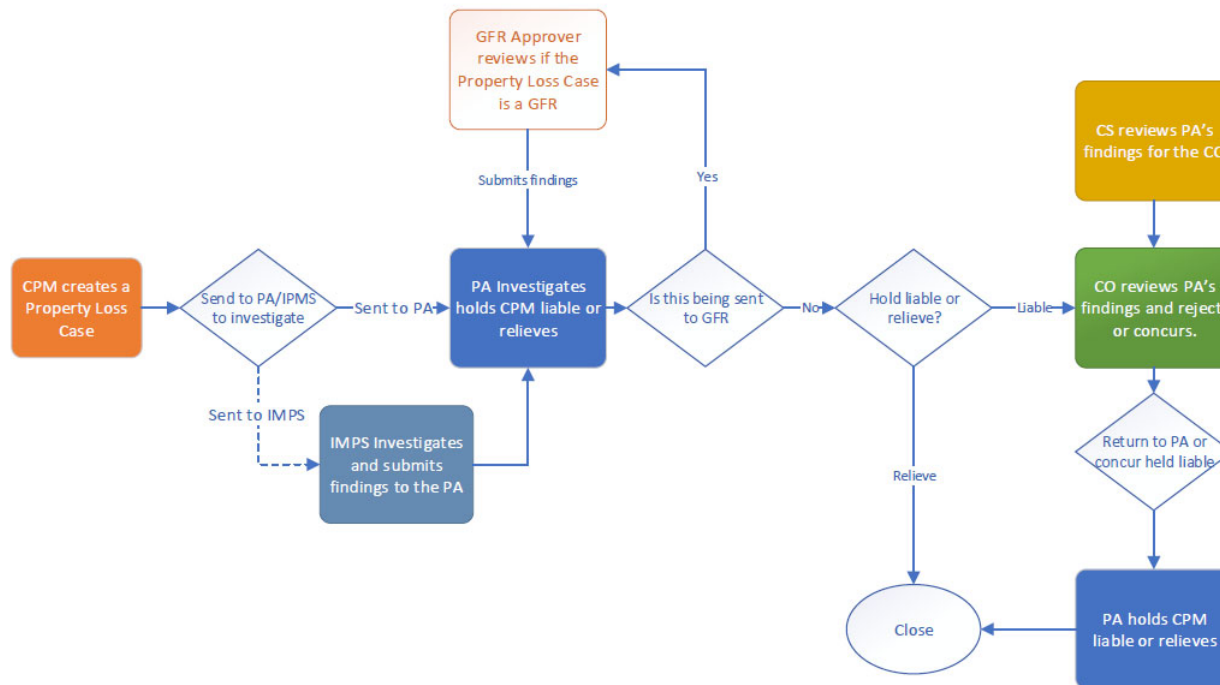 GFR Approver
reviews if the
Property Loss Case
is a GFR
CS reviews PA's
findings for the CO
Submits findings
Yes
CPM creates a
Property Loss
Case
Send to PA/IPMS
to investigate
Sent to PA
PA Investigates
holds CPM liable or
relieves
Is this being sent
to GFR
No
Hold liable or
relieve?
Liable
CO reviews PA's
findings and reject
or concurs.
Sent to IMPS
IMPS Investigates
and submits
findings to the PA
Relieve
Return to PA or
concur held liable
Close
PA holds CPM
liable or relieves